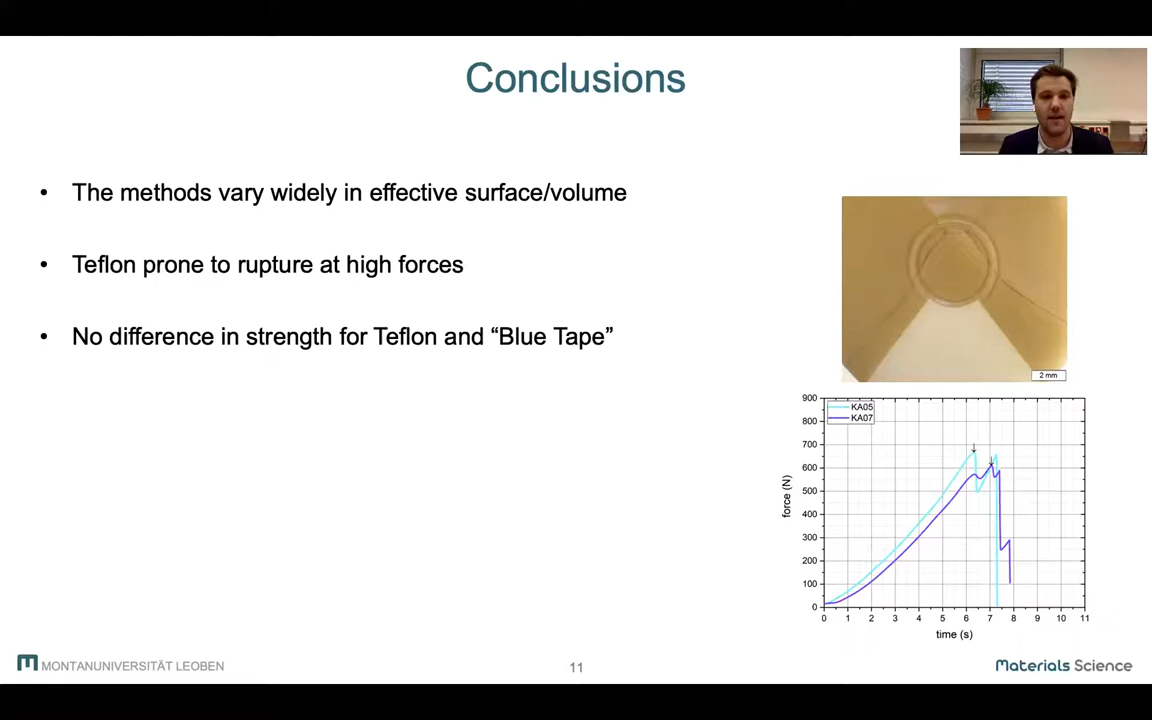 Conclusions
• The methods vary widely in effective surface/volume
• Teflon prone to rupture at high forces
• No difference in strength for Teflon and “Blue Tape”
2 mm
900
800
700
600
500
400
300
200
100
0
force (N)
KA05
KA07
0 1 2 3 4 5 6 7 8 9 10 11
time (s)
MONTANUNIVERSITÄT LEOBEN
11
Materials Science